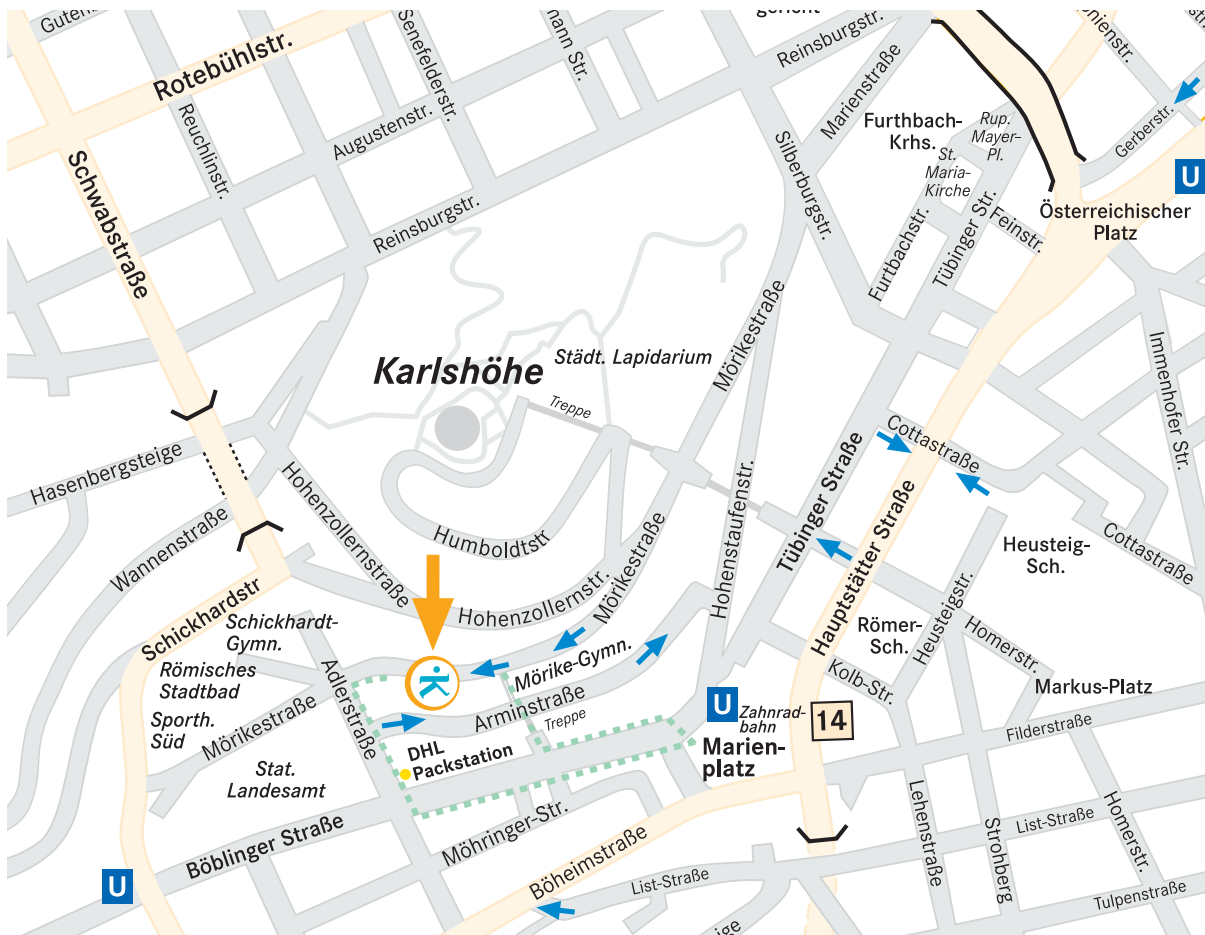 Rotebühlstr.
Senefelderstr.
Reinsburgstr.
Marienstraße
Reuchlinstr.
Augustenstr.
Furthbach-
Krhs.
Rup.
Mayer-
Pl.
St.
Maria-
Kirche
Gerberstr.
U
Schwabstraße
Silberburgstr.
Reinsburgstr.
Tübinger Str.
Feinstr.
Furtbachstr.
Österreichischer
Platz
Karlshöhe
Städt. Lapidarium
Mörikestraße
Immenhofer Str.
Treppe
Cottastraße
Hasenbergsteige
Hohenzollernstraße
Wannenstraße
Humboldtstr
Hohenstaufenstr.
Tübinger Straße
Hauptstätter Straße
Heusteig-
Sch.
Cottastraße
Schickhardstr
Hohenzollernstr.
Mörikestraße
Schickhardt-
Gymn.
Römisches
Stadtbad
Sporth.
Süd
Adlerstraße
Mörike-Gymn.
Römer-
Sch.
Heusteigstr.
Homerstr.
Kolb-Str.
Markus-Platz
Mörikestraße
Arminstraße
Treppe
U
Zahnrad-
bahn
Marien-
platz
14
Filderstraße
DHL
Packstation
Stat.
Landesamt
Böblinger Straße
Möhringer-Str.
Böheimstraße
Lehenstraße
Strohberg
Homerstr.
List-Straße
List-Straße
Tulpenstraße
U